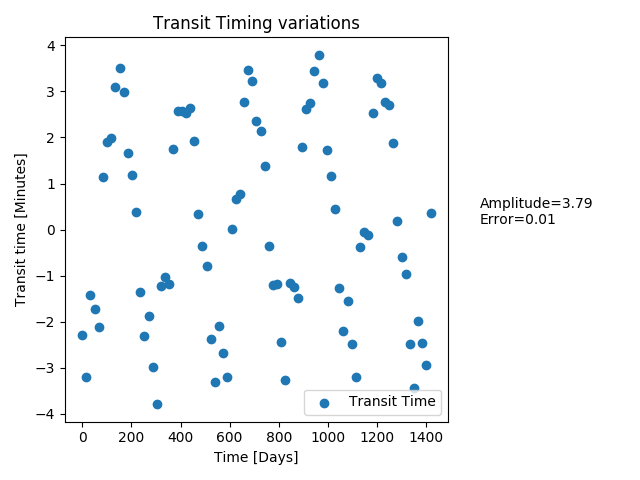 Transit Timing variations
4
3
2
1
0
−1
−2
−3
−4
Transit time [Minutes]
0
200
400
600
800
1000
1200
1400
Time [Days]
Transit Time
Amplitude=3.79
Error=0.01